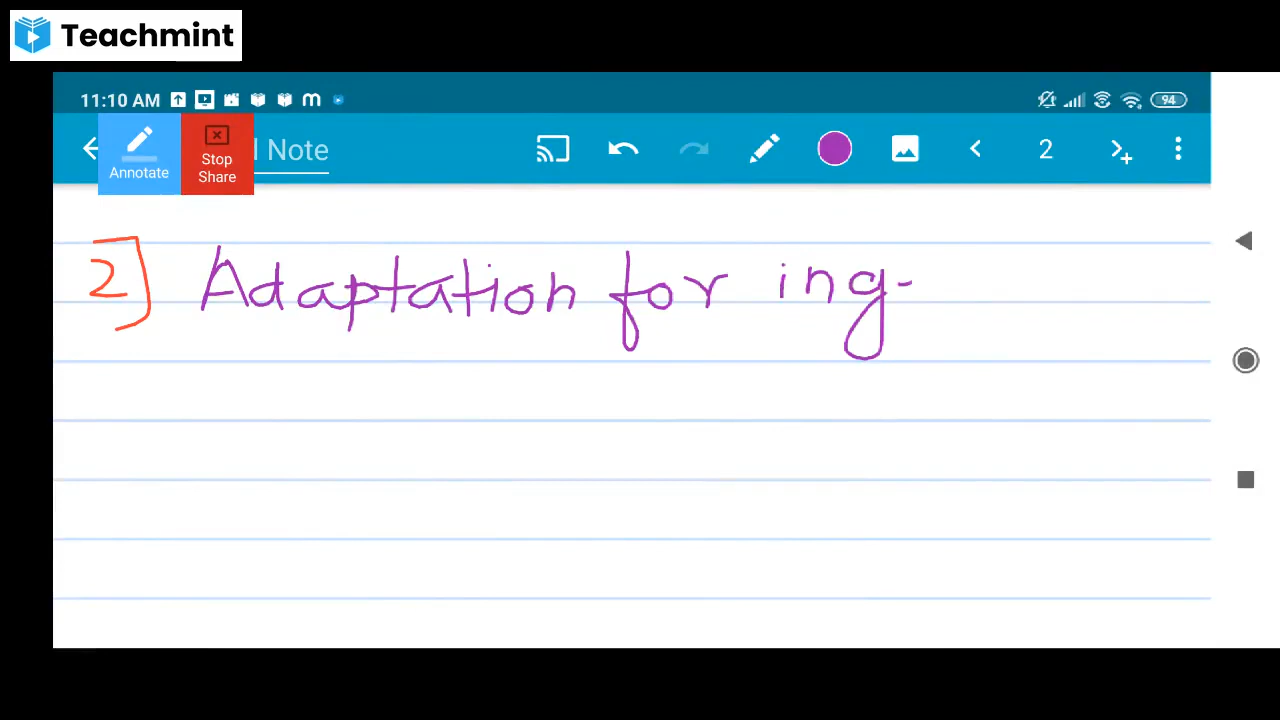 Teachmint
11:10 AM
94
Annotate
Stop
Share
Note
2
2] Adaptation for ing-